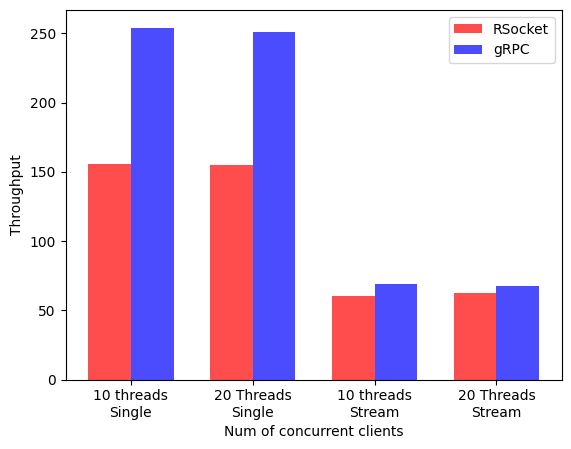 RSocket
gRPC
Throughput
250
200
150
100
50
0
10 threads
Single
20 Threads
Single
10 threads
Stream
20 Threads
Stream
Num of concurrent clients